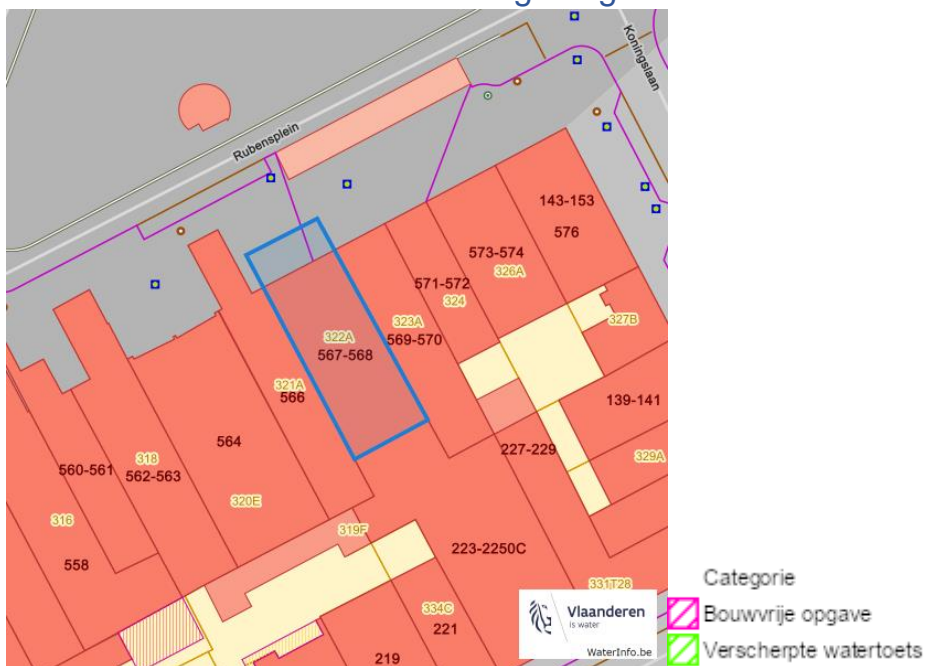 Koningslaan
Rubensplein
143-153
576
573-574
326A
571-572
324
327B
322A
323A
567-568
569-570
321A
566
139-141
564
227-229
560-561
318
562-563
329A
320E
316
319F
558
223-2250C
331T28
334C
221
219
Vlaanderen
is water
WaterInfo.be
Categorie
Bouwvrije opgave
Verscherpte watertoets